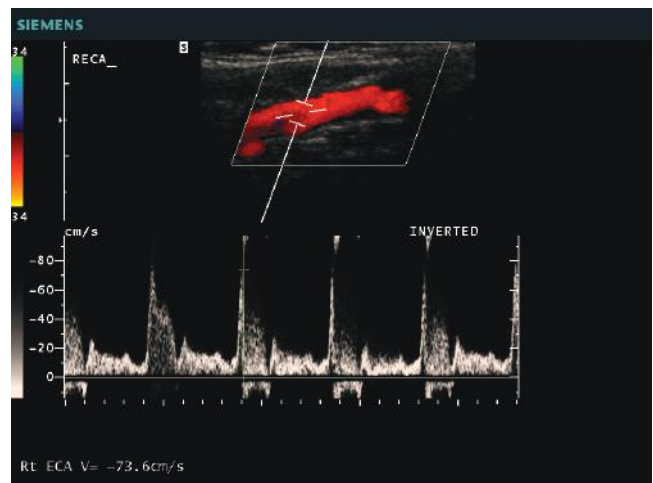 SIEMENS
34
S
RECA_
34
cm/s
INVERTED
-80-
-60-
-40-
-20-
0-
Rt ECA V= -73.6cm/s